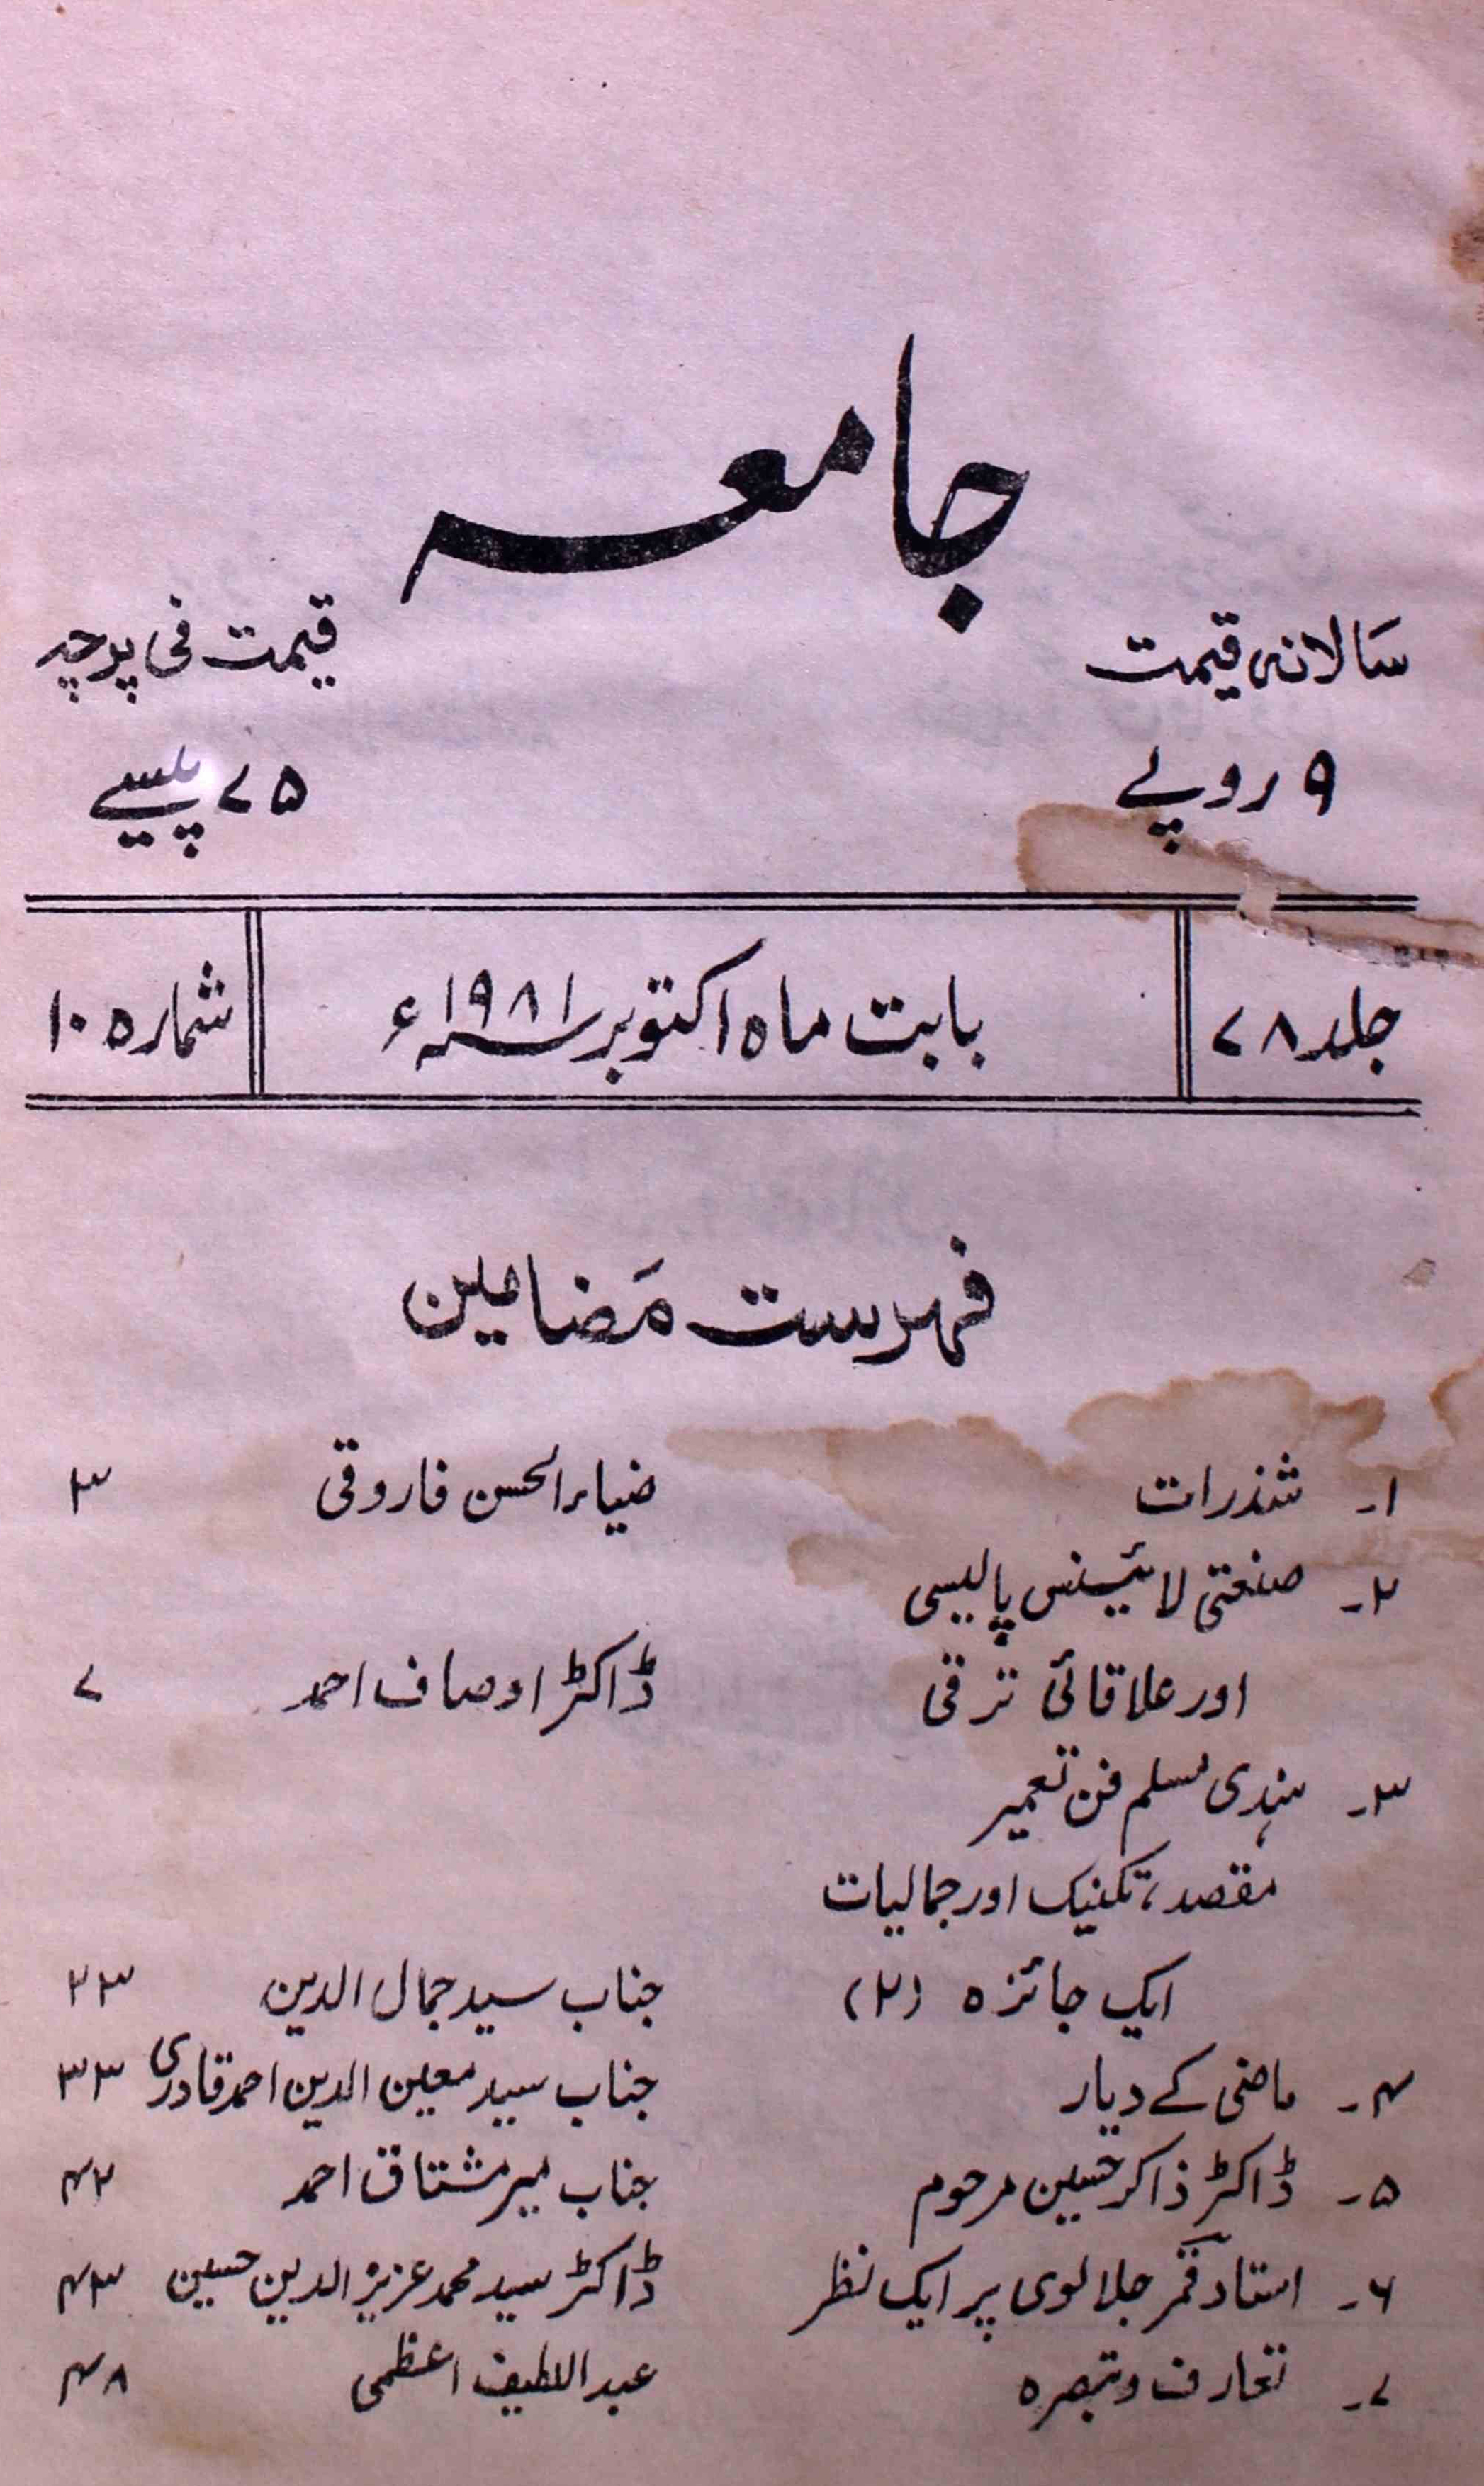 جامعہ
سالانہ قیمت قیمت فی پرچہ
۹ روپے ۷۵ پیسے
جلد ۷۸ بابت ماہ اکتوبر ۱۹۸۱ء شمارہ ۱۰
فہرست مضامین
۱۔ شذرات ضیاء الحسن فاروقی ۳
۲۔ صنعتی لائیسنس پالیسی
اور علاقائی ترقی ڈاکٹر اوصاف احمد ۷
۳۔ ہندی مسلم فن تعمیر
مقصد، تکنیک اور جمالیات
ایک جائزہ (۲) جناب سید جمال الدین ۲۳
۴۔ ماضی کے دیار جناب سید معین الدین احمد قادری ۳۳
۵۔ ڈاکٹر ذاکر حسین مرحوم جناب میر مشتاق احمد ۴۲
۶۔ استاد قمر جلالوی پر ایک نظر ڈاکٹر سید محمد عزیز الدین حسین ۴۳
۷۔ تعارف و تبصرہ عبد اللطیف اعظمی ۴۸